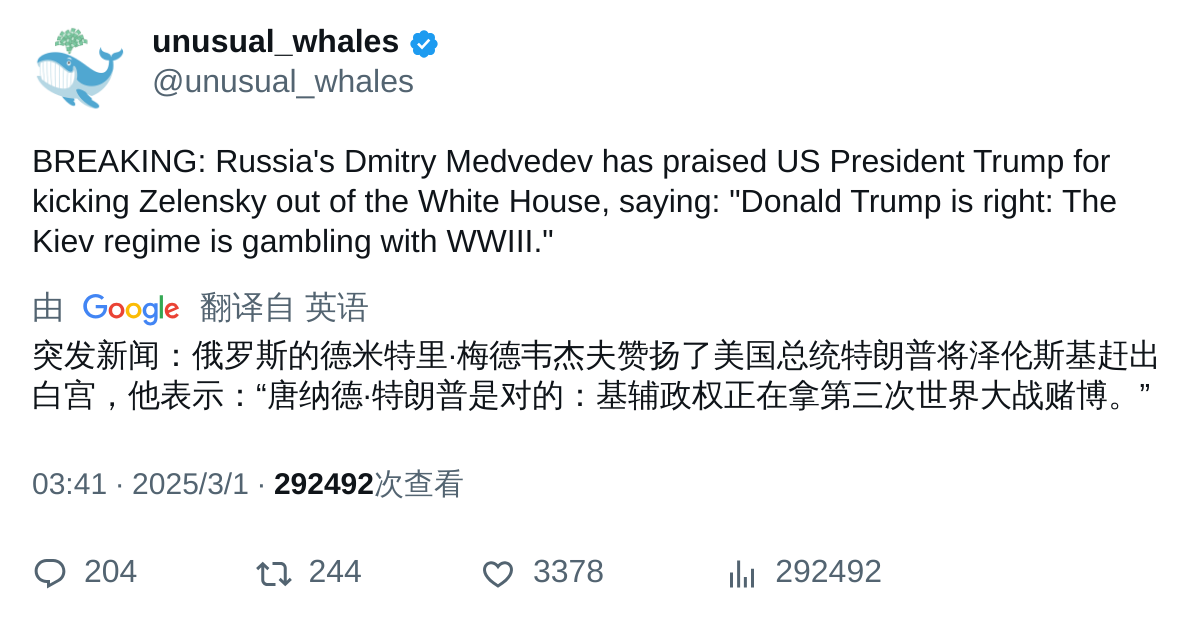 unusual_whales
@unusual_whales
BREAKING: Russia's Dmitry Medvedev has praised US President Trump for
kicking Zelensky out of the White House, saying: "Donald Trump is right: The
Kiev regime is gambling with WWIII."
由 Google 翻译自 英语
突发新闻：俄罗斯的德米特里·梅德韦杰夫赞扬了美国总统特朗普将泽伦斯基赶出
白宫，他表示：“唐纳德·特朗普是对的：基辅政权正在拿第三次世界大战赌博。”
03:41 · 2025/3/1 · 292492次查看
204 244 3378 292492